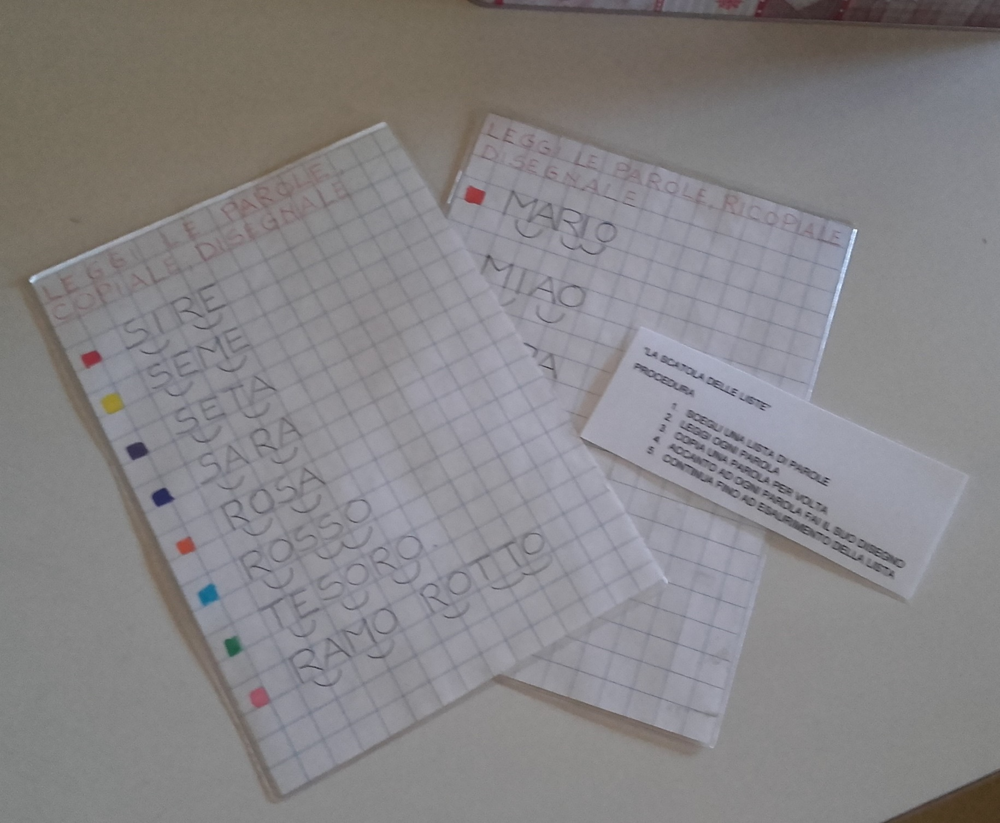 LEGGI LE PAROLE,
COPIALE, DISEGNALE
SIRE
SEME
SETA
SARA
ROSA
ROSSO
TESORO
RAMO ROTTO
LEGGI LE PAROLE, RICOPIALE
DISEGNALE
MARIO
MIAO
"LA SCATOLA DELLE LISTE"
PROCEDURA
1. SCEGLI UNA LISTA DI PAROLE
2. LEGGI OGNI PAROLA
3. COPIA UNA PAROLA PER VOLTA
4. ACCANTO AD OGNI PAROLA FAI IL SUO DISEGNO
5. CONTINUA FINO AD ESAURIMENTO DELLA LISTA